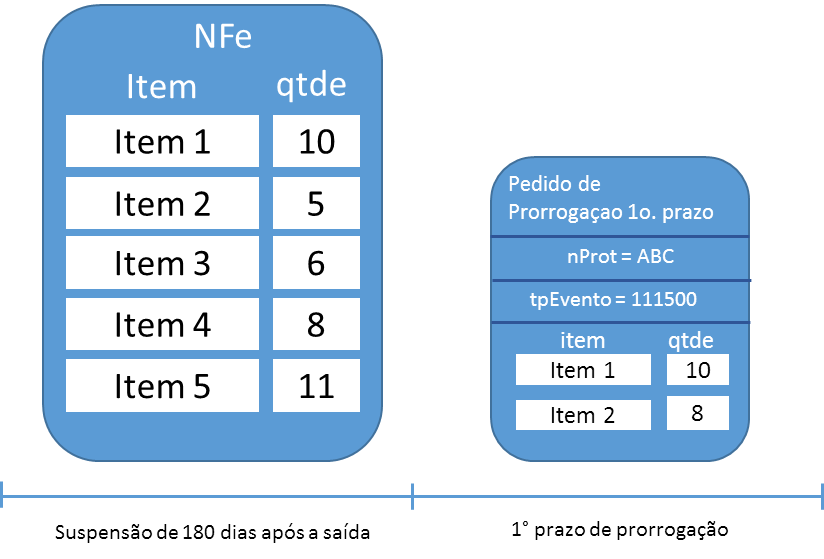 NFe
Item qtde
Item 1 10
Item 2 5
Item 3 6
Item 4 8
Item 5 11
Pedido de
Prorrogaçao 1o. prazo
nProt = ABC
tpEvento = 111500
item qtde
Item 1 10
Item 2 8
Suspensão de 180 dias após a saída
1° prazo de prorrogação